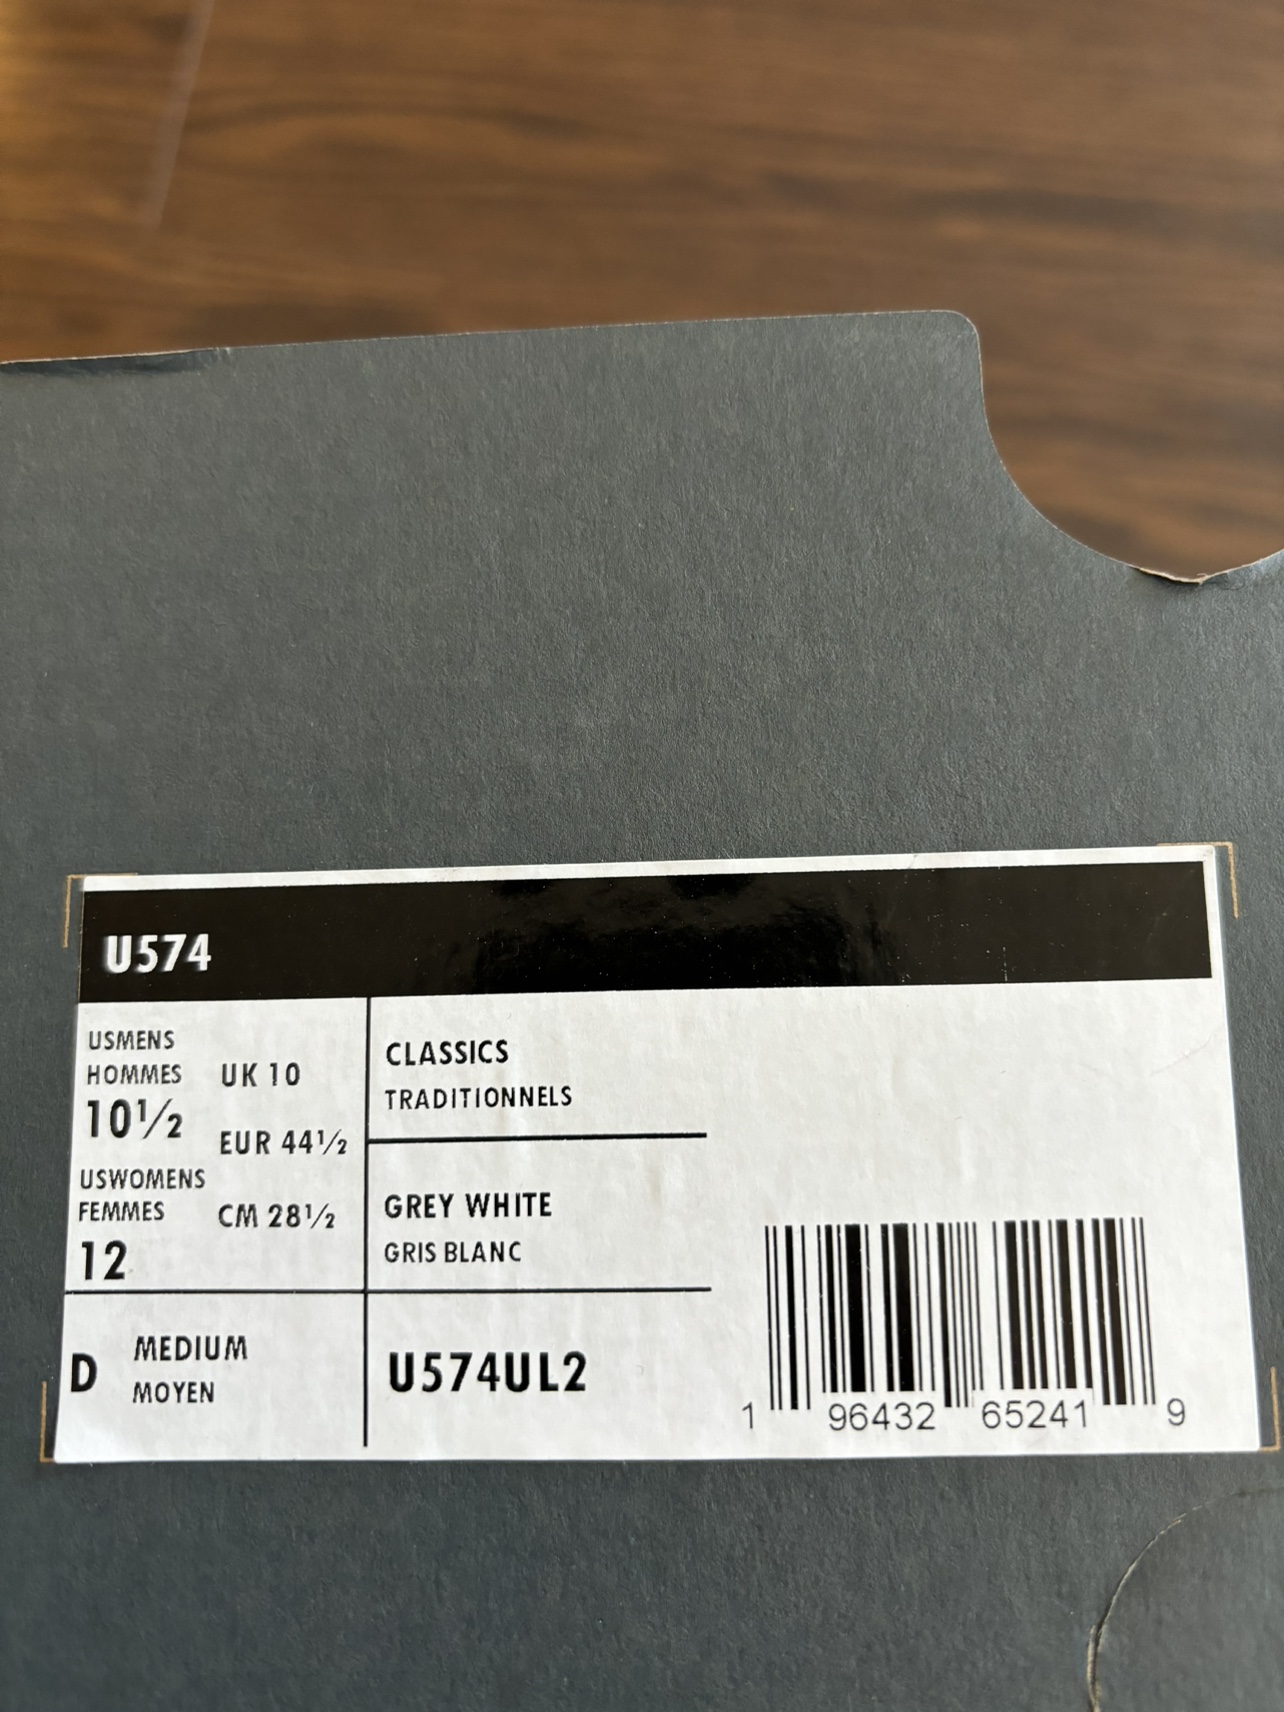 U574
USMENS
HOMMES
10½
UK 10
EUR 44½
USWOMENS
FEMMES
12
CM 28½
CLASSICS
TRADITIONNELS
GREY WHITE
GRIS BLANC
D
MEDIUM
MOYEN
U574UL2
1 96432 65241 9